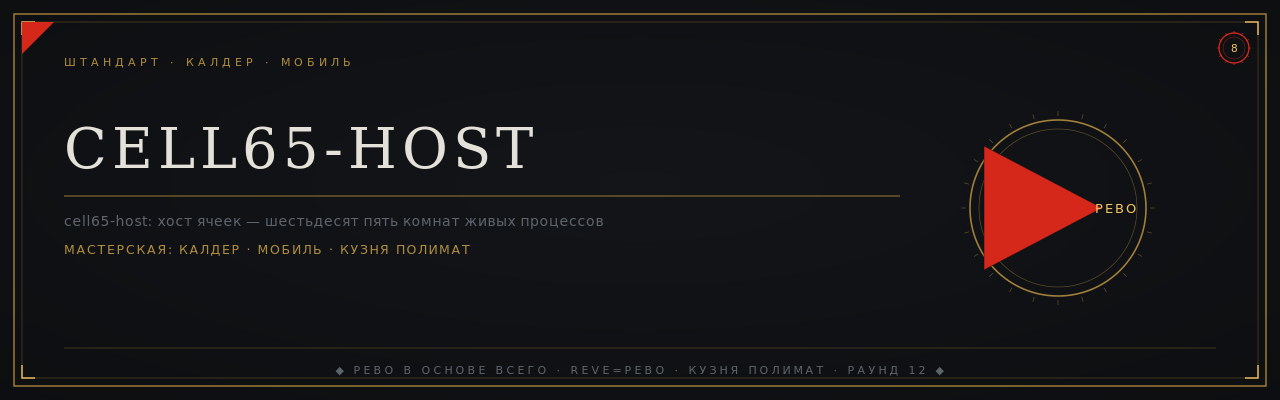 ШТАНДАРТ · КАЛДЕР · МОБИЛЬ
8
CELL65-HOST
РЕВО
cell65-host: хост ячеек — шестьдесят пять комнат живых процессов
МАСТЕРСКАЯ: КАЛДЕР · МОБИЛЬ · КУЗНЯ ПОЛИМАТ
◆ РЕВО В ОСНОВЕ ВСЕГО · REVE=РЕВО · КУЗНЯ ПОЛИМАТ · РАУНД 12 ◆